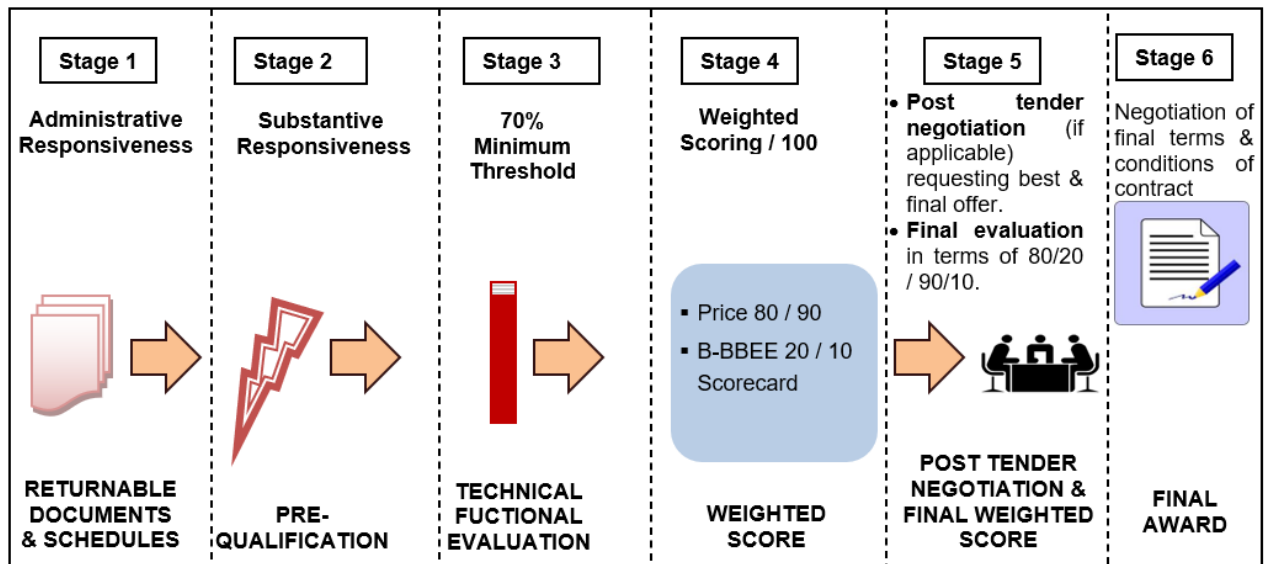 Stage 1
Administrative
Responsiveness
RETURNABLE
DOCUMENTS
& SCHEDULES
Stage 2
Substantive
Responsiveness
PRE-
QUALIFICATION
Stage 3
70%
Minimum
Threshold
TECHNICAL
FUCTIONAL
EVALUATION
Stage 4
Weighted
Scoring / 100
▪ Price 80 / 90
▪ B-BBEE 20 / 10
Scorecard
WEIGHTED
SCORE
Stage 5
• Post tender
negotiation (if
applicable)
requesting best &
final offer.
• Final evaluation
in terms of 80/20
/ 90/10.
POST TENDER
NEGOTIATION &
FINAL WEIGHTED
SCORE
Stage 6
Negotiation of
final terms &
conditions of
contract
FINAL
AWARD